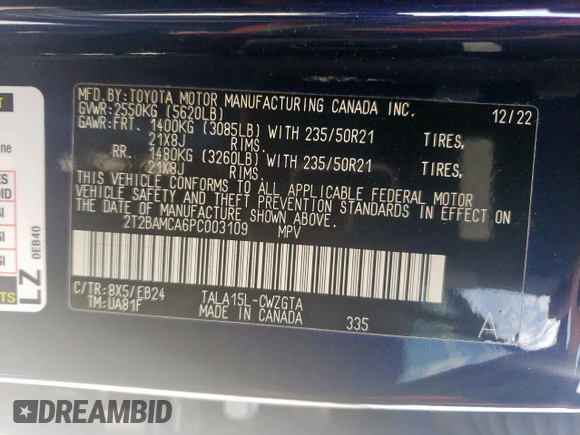 MFD.BY:TOYOTA MOTOR MANUFACTURING CANADA INC. 12/22
GVWR:2550KG (5620LB)
GAWR:FRT. 1400KG (3085LB) WITH 235/50R21 TIRES,
21X8J RIMS.
RR. 1480KG (3260LB) WITH 235/50R21 TIRES,
21X8J RIMS.
THIS VEHICLE CONFORMS TO ALL APPLICABLE FEDERAL MOTOR
VEHICLE SAFETY AND THEFT PREVENTION STANDARDS IN EFFECT ON
THE DATE OF MANUFACTURE SHOWN ABOVE.
2T2BAMCA6PC003109 MPV
C/TR:8X5/EB24 TALA15L-CWZGTA
TM:UA81F MADE IN CANADA 335 A
LZ
0EB40
DREAMBID